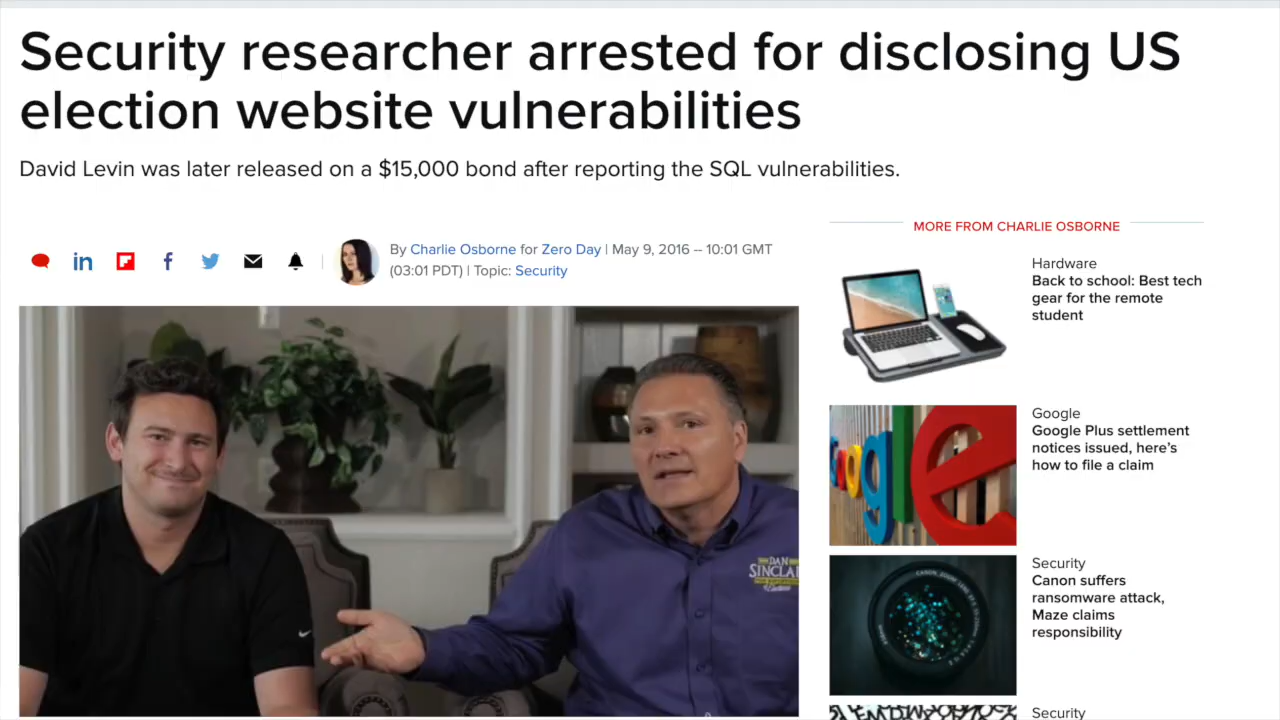 Security researcher arrested for disclosing US
election website vulnerabilities
David Levin was later released on a $15,000 bond after reporting the SQL vulnerabilities.
in
f
By Charlie Osborne for Zero Day | May 9, 2016 -- 10:01 GMT
(03:01 PDT) | Topic: Security
DAN
MORE FROM CHARLIE OSBORNE
Hardware
Back to school: Best tech
gear for the remote
student
Google
Google Plus settlement
notices issued, here's
how to file a claim
Security
Canon suffers
ransomware attack,
Maze claims
responsibility
Security